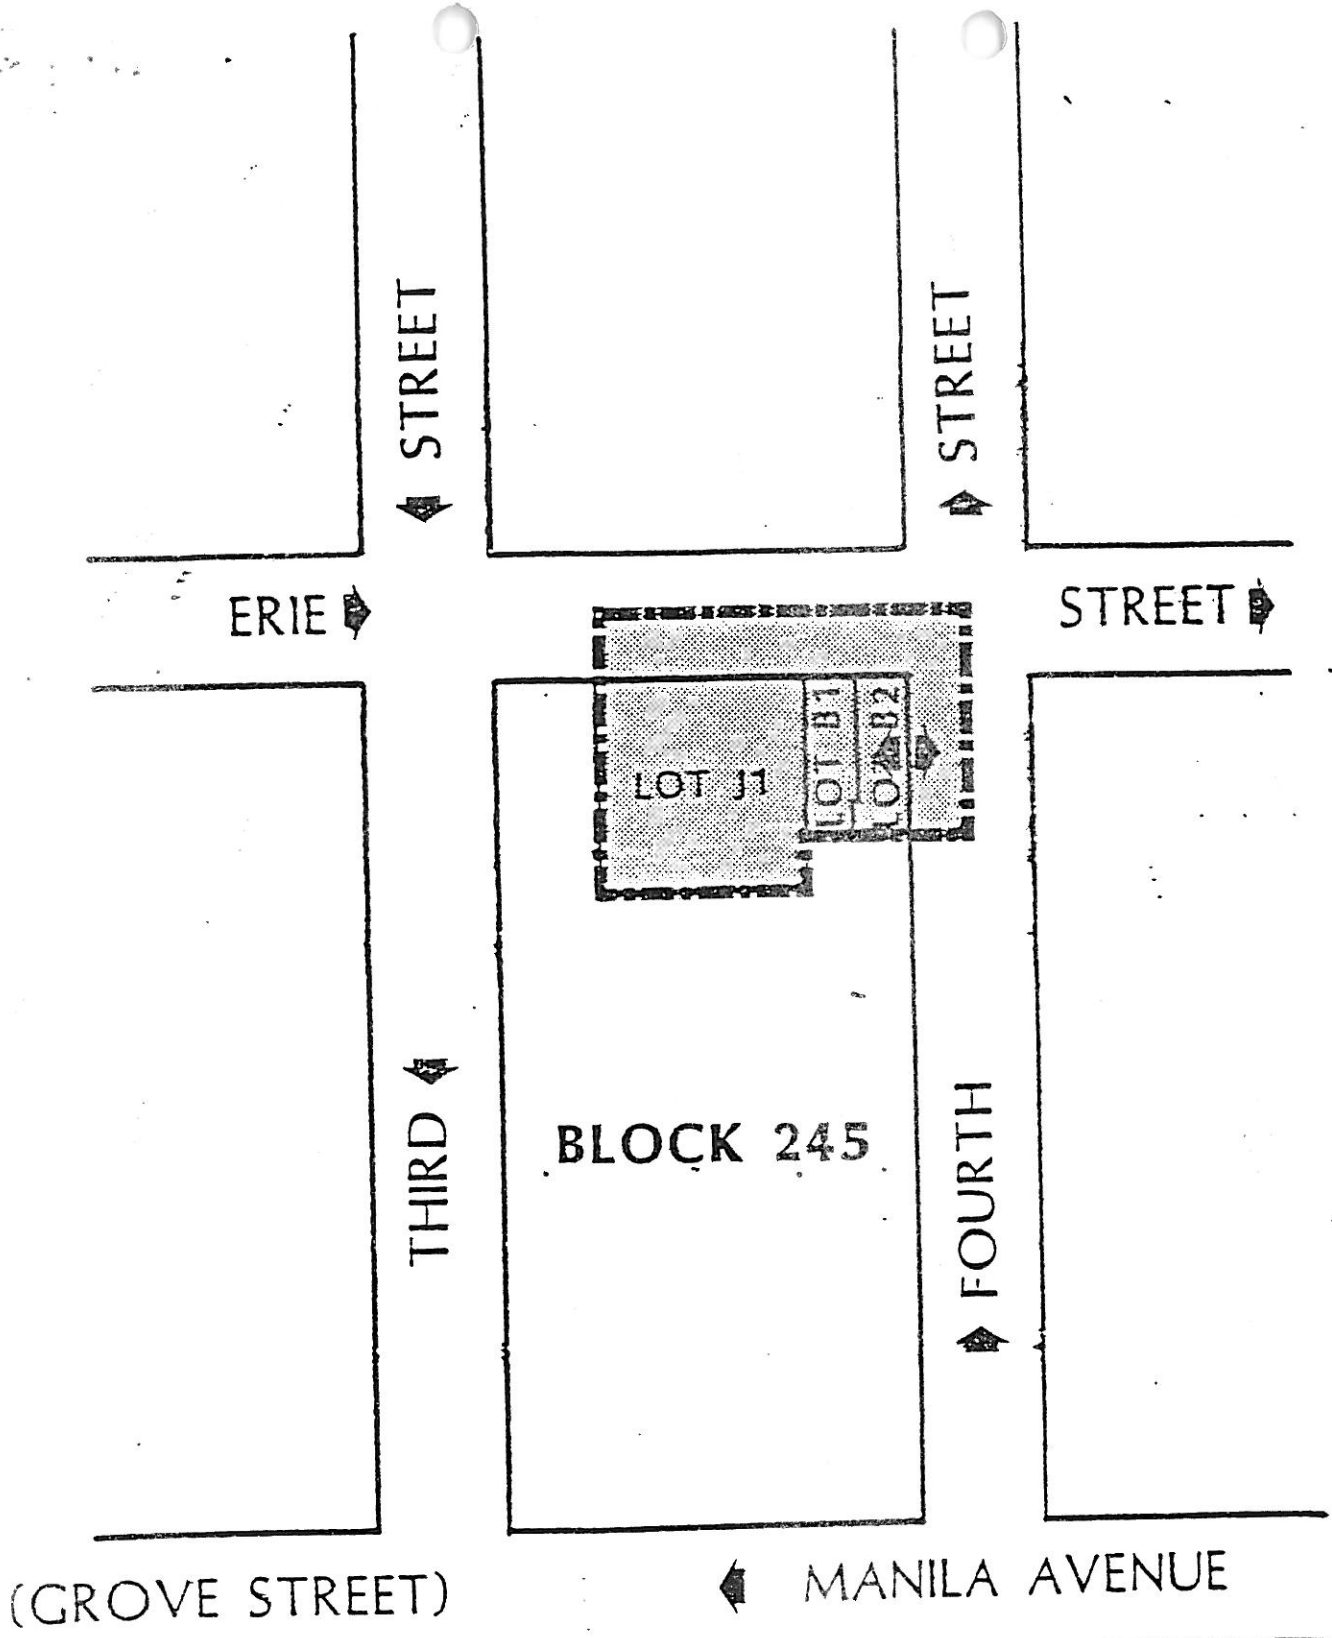 STREET
STREET
ERIE
STREET
LOT J1
LOT B1
LOT B2
THIRD
BLOCK 245
FOURTH
(GROVE STREET)
MANILA AVENUE